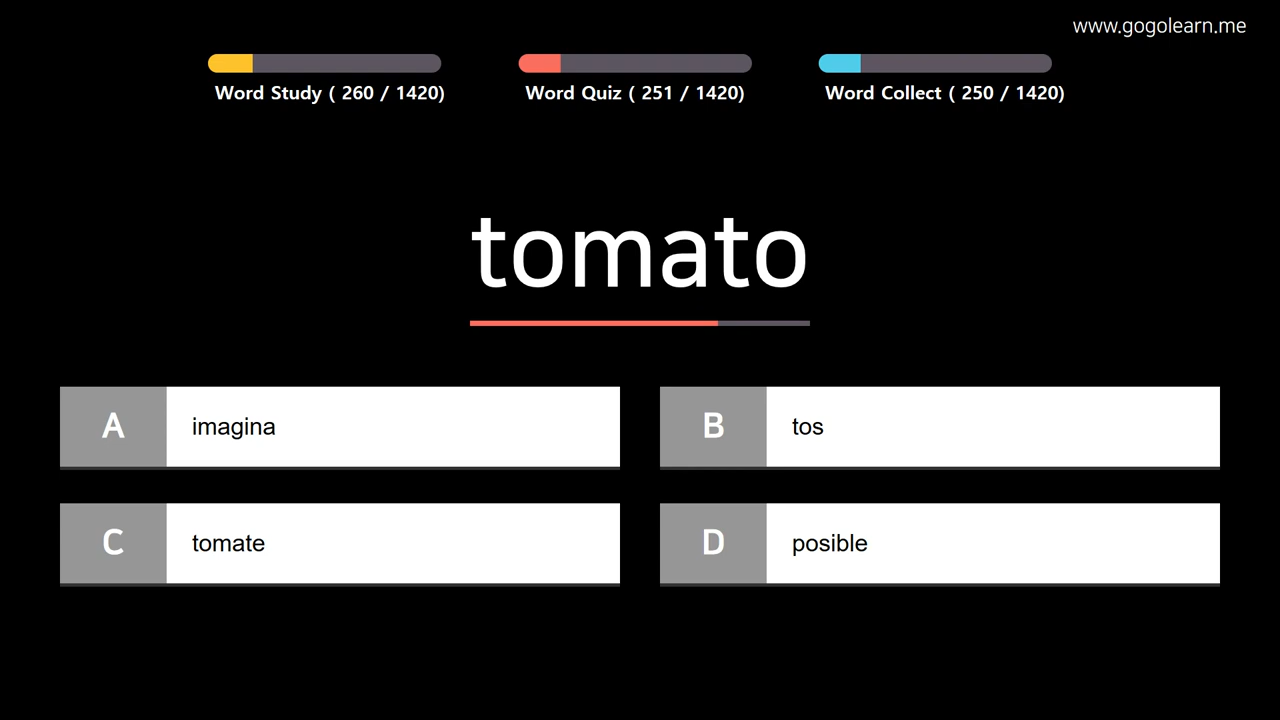 www.gogolearn.me
Word Study ( 260 / 1420)
Word Quiz ( 251 / 1420)
Word Collect ( 250 / 1420)
tomato
A imagina
B tos
C tomate
D posible